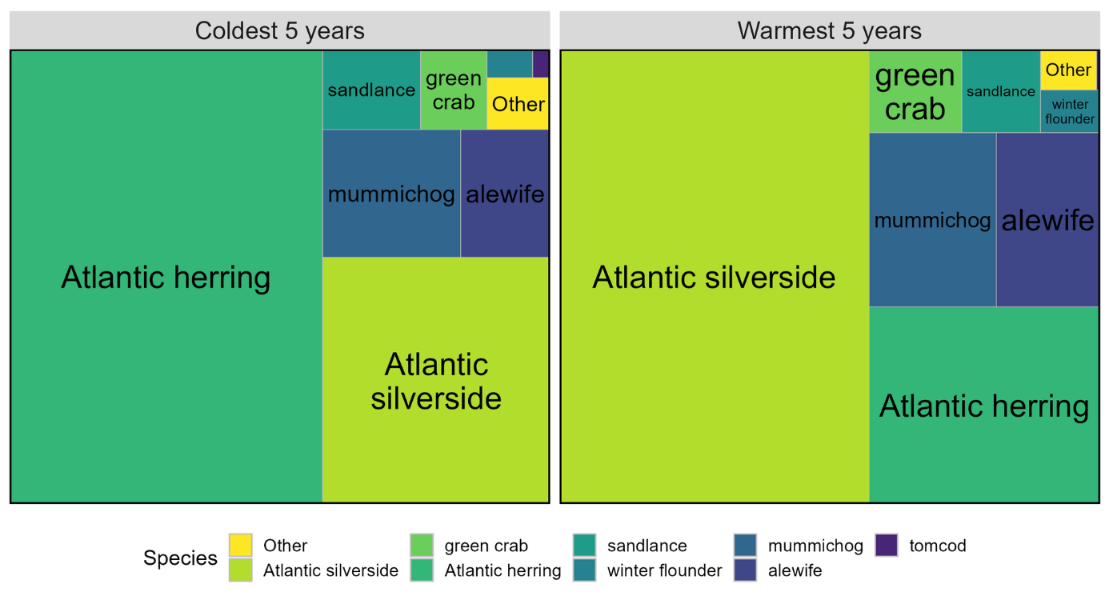 Coldest 5 years
Warmest 5 years
sandlance
green
crab
Other
mummichog
alewife
Atlantic herring
Atlantic
silverside
green
crab
sandlance
Other
winter
flounder
mummichog
alewife
Atlantic silverside
Atlantic herring
Species
Other
green crab
sandlance
mummichog
tomcod
Atlantic silverside
Atlantic herring
winter flounder
alewife